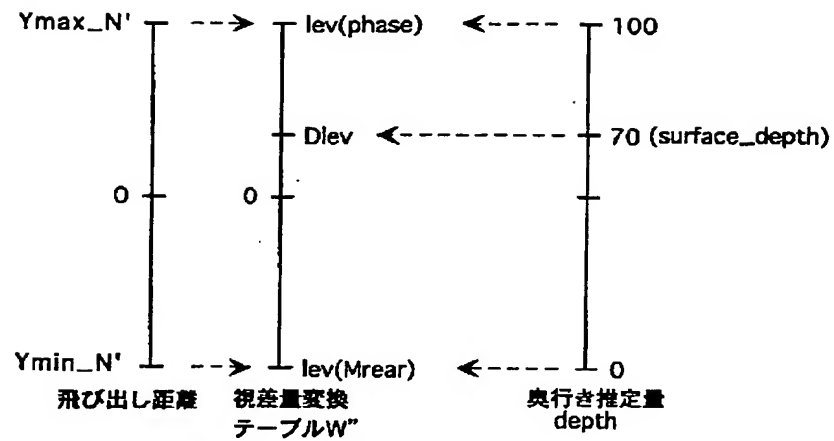 Ymax_N' lev(phase) 100
Dlev 70 (surface_depth)
0 0
Ymin_N' lev(Mrear) 0
飛び出し距離 視差量変換 奥行き推定量
テーブルW” depth